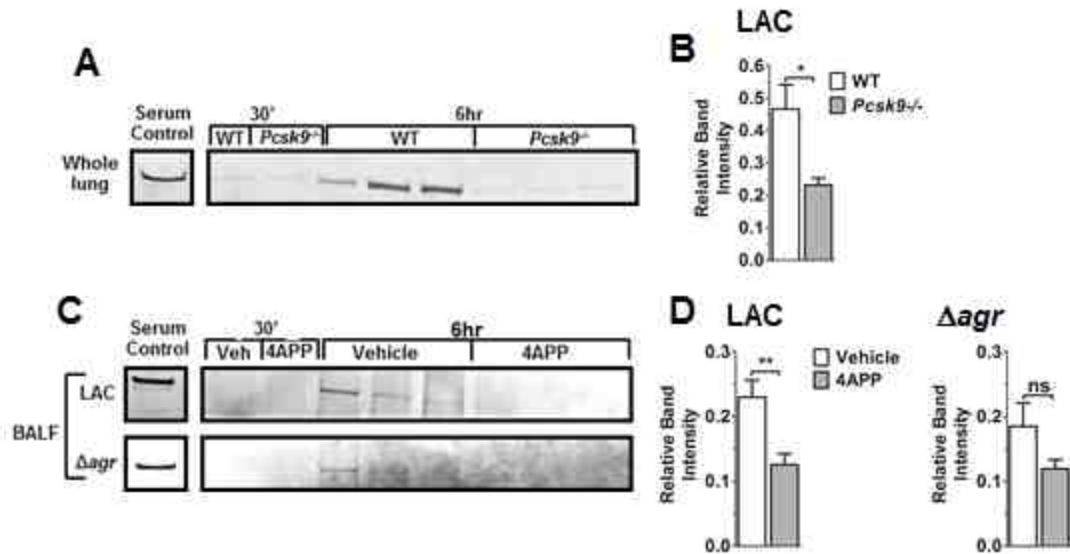 A
Serum
Control
30'
6hr
WT
Pcsk9-/-
WT
Pcsk9-/-
Whole
lung
B
LAC
Relative Band
Intensity
0.6
0.5
0.4
0.3
0.2
0.1
0.0
*
WT
Pcsk9-/-
C
Serum
Control
30'
6hr
Veh
4APP
Vehicle
4APP
BALF
LAC
Δagr
D
LAC
Relative Band
Intensity
0.3
0.2
0.1
0.0
**
Vehicle
4APP
Δagr
Relative Band
Intensity
0.3
0.2
0.1
0.0
ns